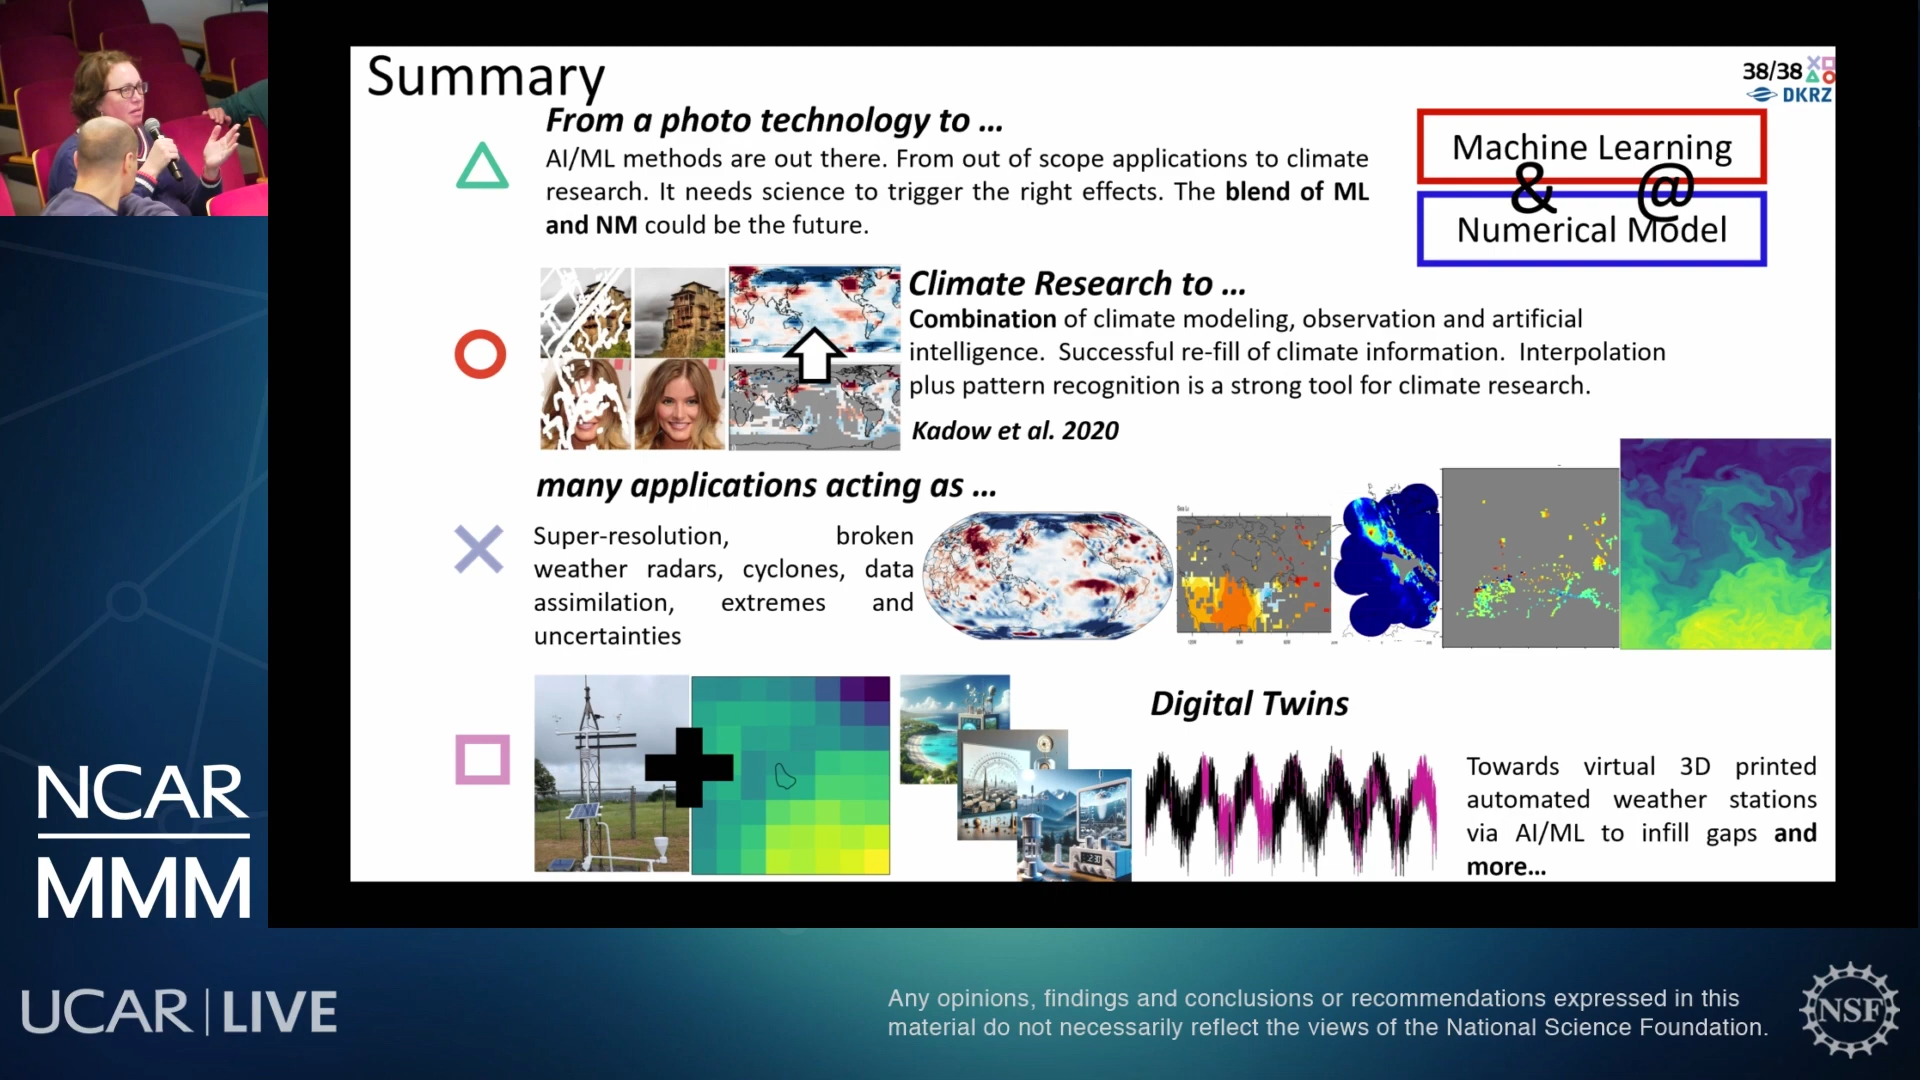 Summary
38/38
DKRZ
From a photo technology to ...
AI/ML methods are out there. From out of scope applications to climate
research. It needs science to trigger the right effects. The blend of ML
and NM could be the future.
Machine Learning
& @
Numerical Model
Climate Research to ...
Combination of climate modeling, observation and artificial
intelligence. Successful re-fill of climate information. Interpolation
plus pattern recognition is a strong tool for climate research.
Kadow et al. 2020
many applications acting as ...
Super-resolution, broken
weather radars, cyclones, data
assimilation, extremes and
uncertainties
Digital Twins
Towards virtual 3D printed
automated weather stations
via AI/ML to infill gaps and
more...
NCAR
MMM
UCAR | LIVE
Any opinions, findings and conclusions or recommendations expressed in this
material do not necessarily reflect the views of the National Science Foundation.
NSF